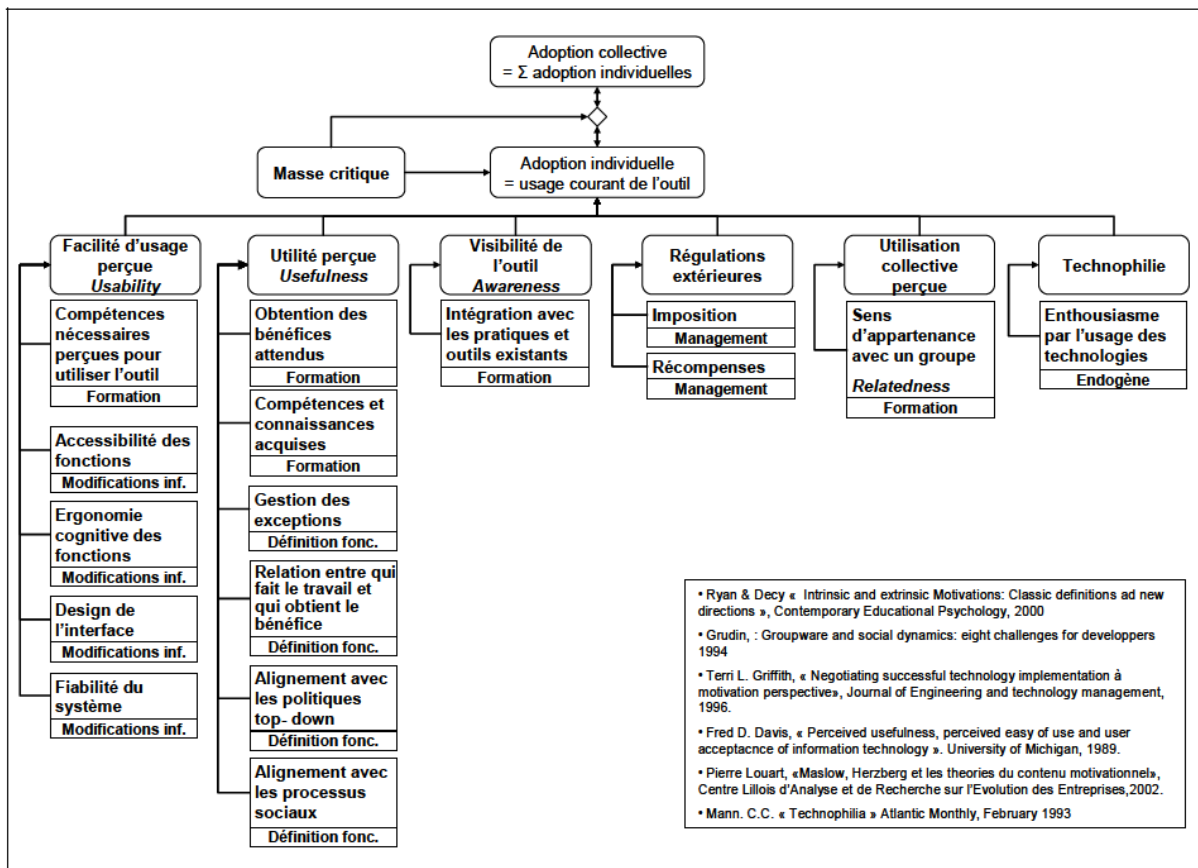 Adoption collective
= Σ adoption individuelles
Masse critique
Adoption individuelle
= usage courant de l'outil
Facilité d'usage
perçue
Usability
Compétences
nécessaires
perçues pour
utiliser l'outil
Formation
Accessibilité des
fonctions
Modifications inf.
Ergonomie
cognitive des
fonctions
Modifications inf.
Design de
l'interface
Modifications inf.
Fiabilité du
système
Modifications inf.
Utilité perçue
Usefulness
Obtention des
bénéfices
attendus
Formation
Compétences et
connaissances
acquises
Formation
Gestion des
exceptions
Définition fonc.
Relation entre qui
fait le travail et
qui obtient le
bénéfice
Définition fonc.
Alignement avec
les politiques
top- down
Définition fonc.
Alignement avec
les processus
sociaux
Définition fonc.
Visibilité de
l'outil
Awareness
Intégration avec
les pratiques et
outils existants
Formation
Régulations
extérieures
Imposition
Management
Récompenses
Management
Utilisation
collective
perçue
Sens
d'appartenance
avec un groupe
Relatedness
Formation
Technophilie
Enthousiasme
par l'usage des
technologies
Endogène
• Ryan & Decy « Intrinsic and extrinsic Motivations: Classic definitions ad new
directions », Contemporary Educational Psychology, 2000
• Grudin, : Groupware and social dynamics: eight challenges for developpers
1994
• Terri L. Griffith, « Negotiating successful technology implementation à
motivation perspective», Journal of Engineering and technology management,
1996.
• Fred D. Davis, « Perceived usefulness, perceived easy of use and user
acceptacnce of information technology ». University of Michigan, 1989.
• Pierre Louart, «Maslow, Herzberg et les theories du contenu motivationnel»,
Centre Lillois d'Analyse et de Recherche sur l'Evolution des Entreprises,2002.
• Mann. C.C. « Technophilia » Atlantic Monthly, February 1993